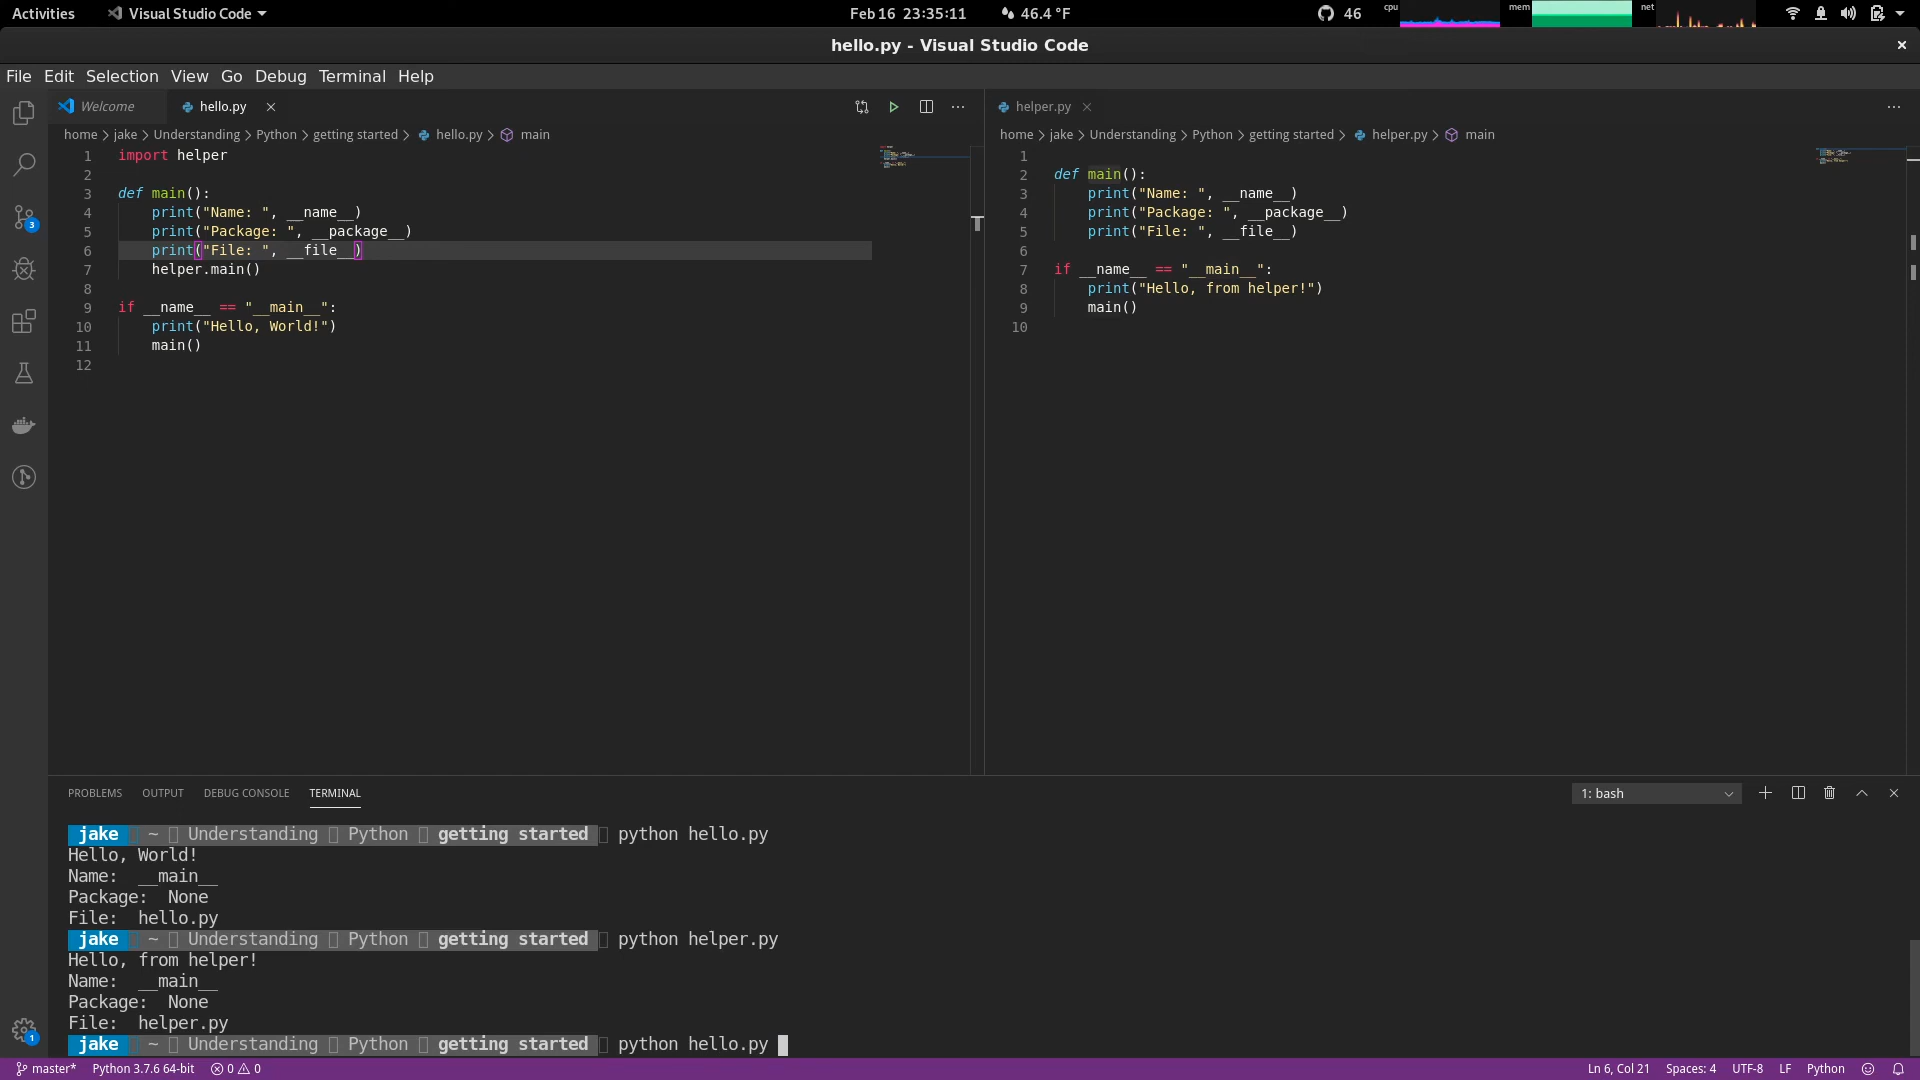 Activities Visual Studio Code Feb 16 23:35:11 46.4 °F 46 cpu mem net
hello.py - Visual Studio Code
File Edit Selection View Go Debug Terminal Help
Welcome hello.py
home jake Understanding Python getting started hello.py main
1 import helper
2
3 def main():
4 print("Name: ", __name__)
5 print("Package: ", __package__)
6 print("File: ", __file__)
7 helper.main()
8
9 if __name__ == "__main__":
10 print("Hello, World!")
11 main()
12
helper.py
home jake Understanding Python getting started helper.py main
1
2 def main():
3 print("Name: ", __name__)
4 print("Package: ", __package__)
5 print("File: ", __file__)
6
7 if __name__ == "__main__":
8 print("Hello, from helper!")
9 main()
10
3
1
PROBLEMS OUTPUT DEBUG CONSOLE TERMINAL 1: bash
jake ~ Understanding Python getting started python hello.py
Hello, World!
Name:  __main__
Package:  None
File:  hello.py
jake ~ Understanding Python getting started python helper.py
Hello, from helper!
Name:  __main__
Package:  None
File:  helper.py
jake ~ Understanding Python getting started python hello.py
master* Python 3.7.6 64-bit 0 0 Ln 6, Col 21 Spaces: 4 UTF-8 LF Python